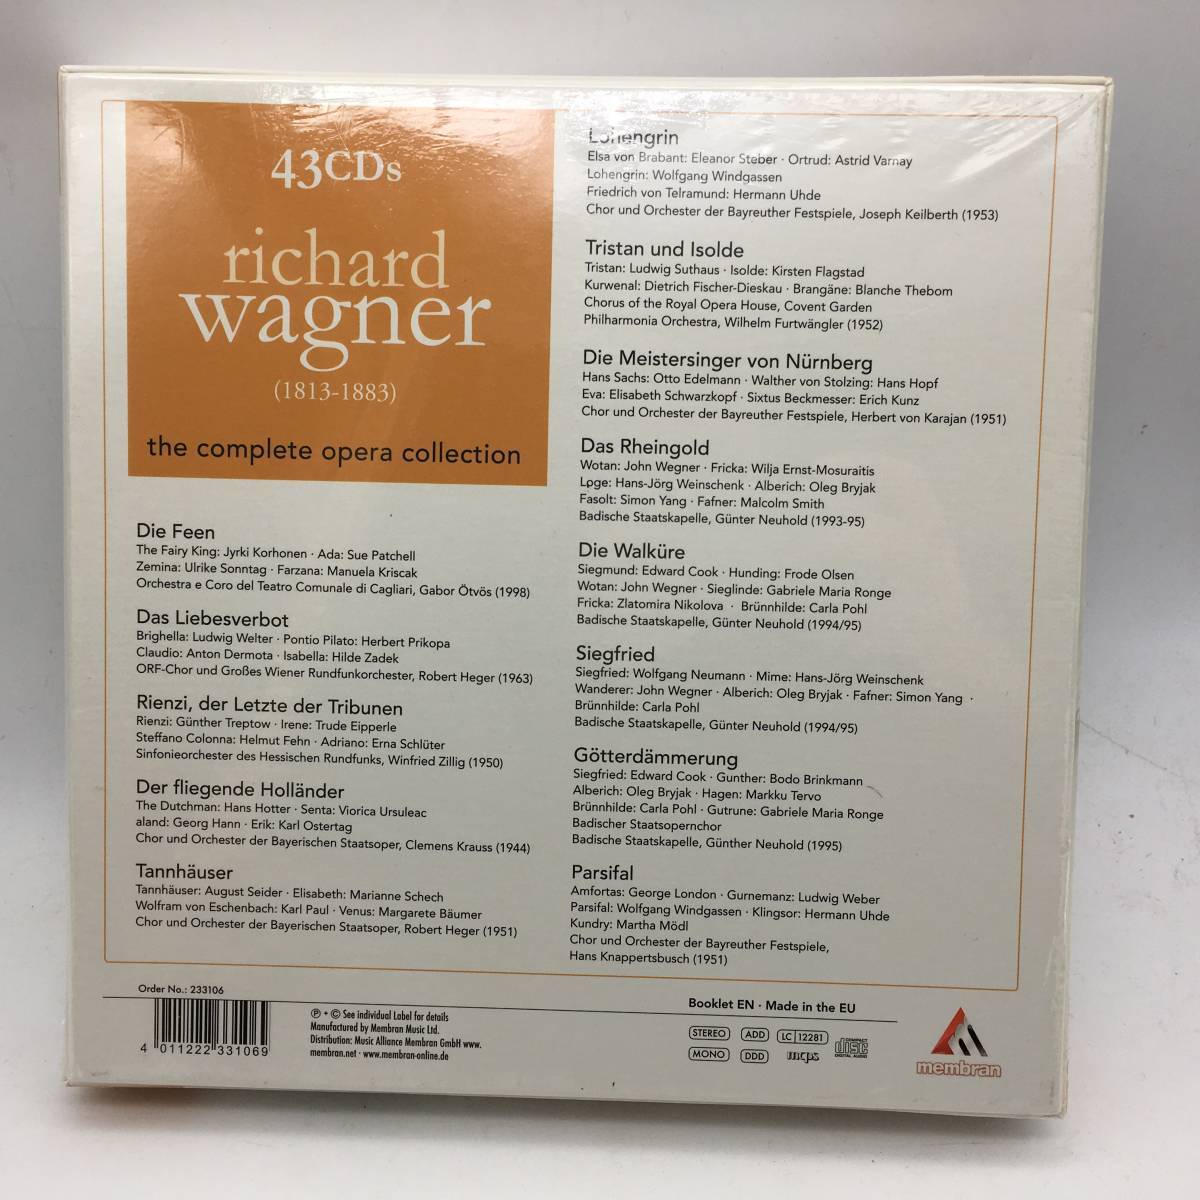 43CDs
richard
wagner
(1813-1883)
the complete opera collection
Die Feen
The Fairy King: Jyrki Korhonen · Ada: Sue Patchell
Zemina: Ulrike Sonntag · Farzana: Manuela Kriscak
Orchestra e Coro del Teatro Comunale di Cagliari, Gabor Ötvös (1998)
Das Liebesverbot
Brighella: Ludwig Welter · Pontio Pilato: Herbert Prikopa
Claudio: Anton Dermota · Isabella: Hilde Zadek
ORF-Chor und Großes Wiener Rundfunkorchester, Robert Heger (1963)
Rienzi, der Letzte der Tribunen
Rienzi: Günther Treptow · Irene: Trude Eipperle
Steffano Colonna: Helmut Fehn · Adriano: Erna Schlüter
Sinfonieorchester des Hessischen Rundfunks, Winfried Zillig (1950)
Der fliegende Holländer
The Dutchman: Hans Hotter · Senta: Viorica Ursuleac
aland: Georg Hann · Erik: Karl Ostertag
Chor und Orchester der Bayerischen Staatsoper, Clemens Krauss (1944)
Tannhäuser
Tannhäuser: August Seider · Elisabeth: Marianne Schech
Wolfram von Eschenbach: Karl Paul · Venus: Margarete Bäumer
Chor und Orchester der Bayerischen Staatsoper, Robert Heger (1951)
Lohengrin
Elsa von Brabant: Eleanor Steber · Ortrud: Astrid Varnay
Lohengrin: Wolfgang Windgassen
Friedrich von Telramund: Hermann Uhde
Chor und Orchester der Bayreuther Festspiele, Joseph Keilberth (1953)
Tristan und Isolde
Tristan: Ludwig Suthaus · Isolde: Kirsten Flagstad
Kurwenal: Dietrich Fischer-Dieskau · Brangäne: Blanche Thebom
Chorus of the Royal Opera House, Covent Garden
Philharmonia Orchestra, Wilhelm Furtwängler (1952)
Die Meistersinger von Nürnberg
Hans Sachs: Otto Edelmann · Walther von Stolzing: Hans Hopf
Eva: Elisabeth Schwarzkopf · Sixtus Beckmesser: Erich Kunz
Chor und Orchester der Bayreuther Festspiele, Herbert von Karajan (1951)
Das Rheingold
Wotan: John Wegner · Fricka: Wilja Ernst-Mosuraitis
Loge: Hans-Jörg Weinschenk · Alberich: Oleg Bryjak
Fasolt: Simon Yang · Fafner: Malcolm Smith
Badische Staatskapelle, Günter Neuhold (1993-95)
Die Walküre
Siegmund: Edward Cook · Hunding: Frode Olsen
Wotan: John Wegner · Sieglinde: Gabriele Maria Ronge
Fricka: Zlatomira Nikolova · Brünnhilde: Carla Pohl
Badische Staatskapelle, Günter Neuhold (1994/95)
Siegfried
Siegfried: Wolfgang Neumann · Mime: Hans-Jörg Weinschenk
Wanderer: John Wegner · Alberich: Oleg Bryjak · Fafner: Simon Yang ·
Brünnhilde: Carla Pohl
Badische Staatskapelle, Günter Neuhold (1994/95)
Götterdämmerung
Siegfried: Edward Cook · Gunther: Bodo Brinkmann
Alberich: Oleg Bryjak · Hagen: Markku Tervo
Brünnhilde: Carla Pohl · Gutrune: Gabriele Maria Ronge
Badischer Staatsopernchor
Badische Staatskapelle, Günter Neuhold (1995)
Parsifal
Amfortas: George London · Gurnemanz: Ludwig Weber
Parsifal: Wolfgang Windgassen · Klingsor: Hermann Uhde
Kundry: Martha Mödl
Chor und Orchester der Bayreuther Festspiele,
Hans Knappertsbusch (1951)
Order No.: 233106
4 011222 331069
℗ + © See individual Label for details
Manufactured by Membran Music Ltd.
Distribution: Music Alliance Membran GmbH www.
membran.net · www.membran-online.de
Booklet EN · Made in the EU
STEREO ADD LC 12281
MONO DDD mcps
COMPACT disc DIGITAL AUDIO
membran